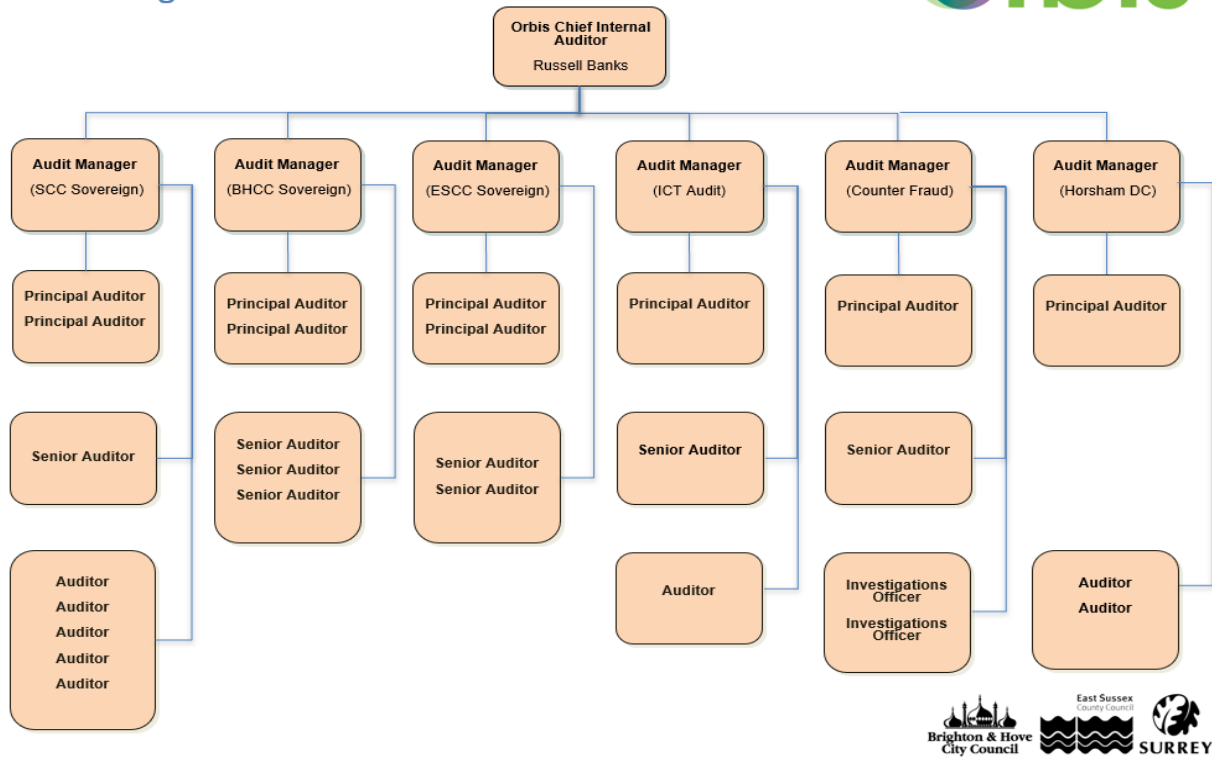 Orbis Chief Internal
Auditor
Russell Banks
Audit Manager
(SCC Sovereign)
Audit Manager
(BHCC Sovereign)
Audit Manager
(ESCC Sovereign)
Audit Manager
(ICT Audit)
Audit Manager
(Counter Fraud)
Audit Manager
(Horsham DC)
Principal Auditor
Principal Auditor
Principal Auditor
Principal Auditor
Principal Auditor
Principal Auditor
Principal Auditor
Principal Auditor
Principal Auditor
Senior Auditor
Senior Auditor
Senior Auditor
Senior Auditor
Senior Auditor
Senior Auditor
Senior Auditor
Senior Auditor
Auditor
Auditor
Auditor
Auditor
Auditor
Auditor
Investigations
Officer
Investigations
Officer
Auditor
Auditor
Brighton & Hove
City Council
East Sussex
County Council
SURREY